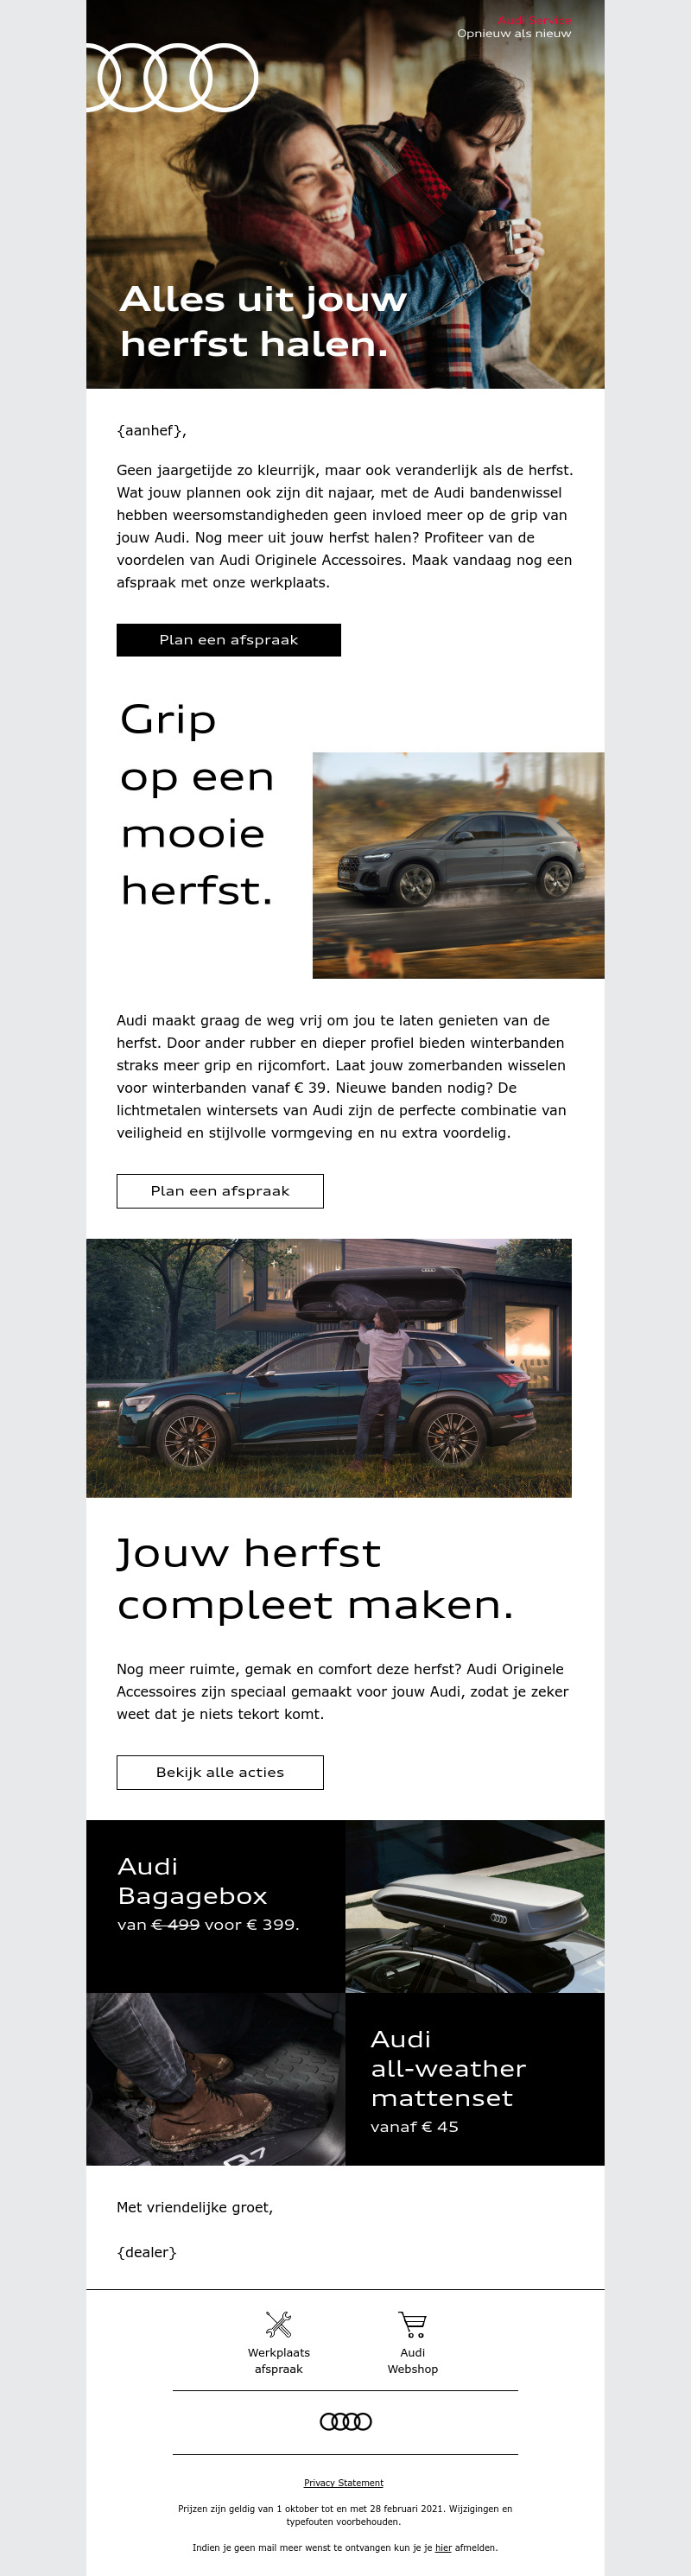 Audi Service
Opnieuw als nieuw
Alles uit jouw
herfst halen.
{aanhef},
Geen jaargetijde zo kleurrijk, maar ook veranderlijk als de herfst.
Wat jouw plannen ook zijn dit najaar, met de Audi bandenwissel
hebben weersomstandigheden geen invloed meer op de grip van
jouw Audi. Nog meer uit jouw herfst halen? Profiteer van de
voordelen van Audi Originele Accessoires. Maak vandaag nog een
afspraak met onze werkplaats.
Plan een afspraak
Grip
op een
mooie
herfst.
Audi maakt graag de weg vrij om jou te laten genieten van de
herfst. Door ander rubber en dieper profiel bieden winterbanden
straks meer grip en rijcomfort. Laat jouw zomerbanden wisselen
voor winterbanden vanaf € 39. Nieuwe banden nodig? De
lichtmetalen wintersets van Audi zijn de perfecte combinatie van
veiligheid en stijlvolle vormgeving en nu extra voordelig.
Plan een afspraak
Jouw herfst
compleet maken.
Nog meer ruimte, gemak en comfort deze herfst? Audi Originele
Accessoires zijn speciaal gemaakt voor jouw Audi, zodat je zeker
weet dat je niets tekort komt.
Bekijk alle acties
Audi
Bagagebox
van € 499 voor € 399.
Q7
Audi
all-weather
mattenset
vanaf € 45
Met vriendelijke groet,
{dealer}
Werkplaats
afspraak
Audi
Webshop
Privacy Statement
Prijzen zijn geldig van 1 oktober tot en met 28 februari 2021. Wijzigingen en
typefouten voorbehouden.
Indien je geen mail meer wenst te ontvangen kun je je hier afmelden.